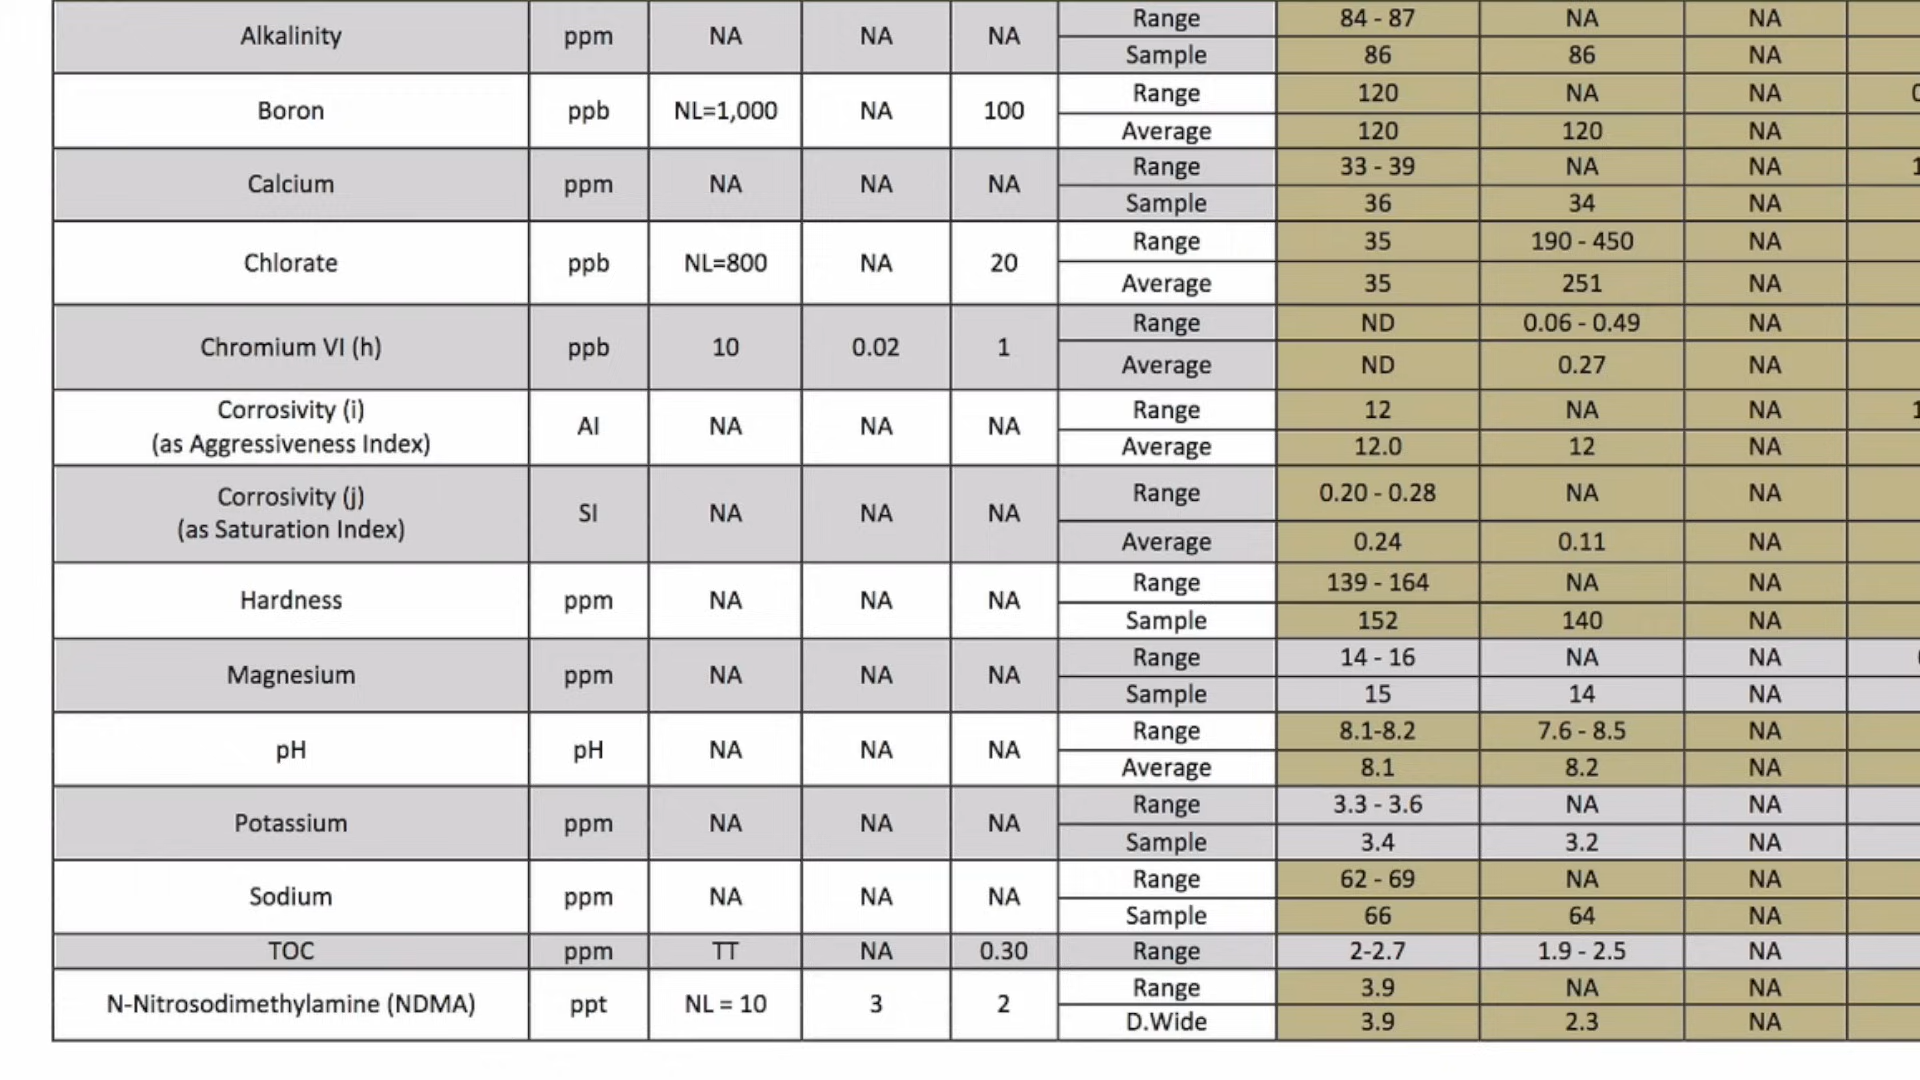 Alkalinity ppm NA NA NA Range 84 - 87 NA NA
Sample 86 86 NA
Boron ppb NL=1,000 NA 100 Range 120 NA NA
Average 120 120 NA
Calcium ppm NA NA NA Range 33 - 39 NA NA
Sample 36 34 NA
Chlorate ppb NL=800 NA 20 Range 35 190 - 450 NA
Average 35 251 NA
Chromium VI (h) ppb 10 0.02 1 Range ND 0.06 - 0.49 NA
Average ND 0.27 NA
Corrosivity (i)
(as Aggressiveness Index) AI NA NA NA Range 12 NA NA
Average 12.0 12 NA
Corrosivity (j)
(as Saturation Index) SI NA NA NA Range 0.20 - 0.28 NA NA
Average 0.24 0.11 NA
Hardness ppm NA NA NA Range 139 - 164 NA NA
Sample 152 140 NA
Magnesium ppm NA NA NA Range 14 - 16 NA NA
Sample 15 14 NA
pH pH NA NA NA Range 8.1-8.2 7.6 - 8.5 NA
Average 8.1 8.2 NA
Potassium ppm NA NA NA Range 3.3 - 3.6 NA NA
Sample 3.4 3.2 NA
Sodium ppm NA NA NA Range 62 - 69 NA NA
Sample 66 64 NA
TOC ppm TT NA 0.30 Range 2-2.7 1.9 - 2.5 NA
N-Nitrosodimethylamine (NDMA) ppt NL = 10 3 2 Range 3.9 NA NA
D.Wide 3.9 2.3 NA